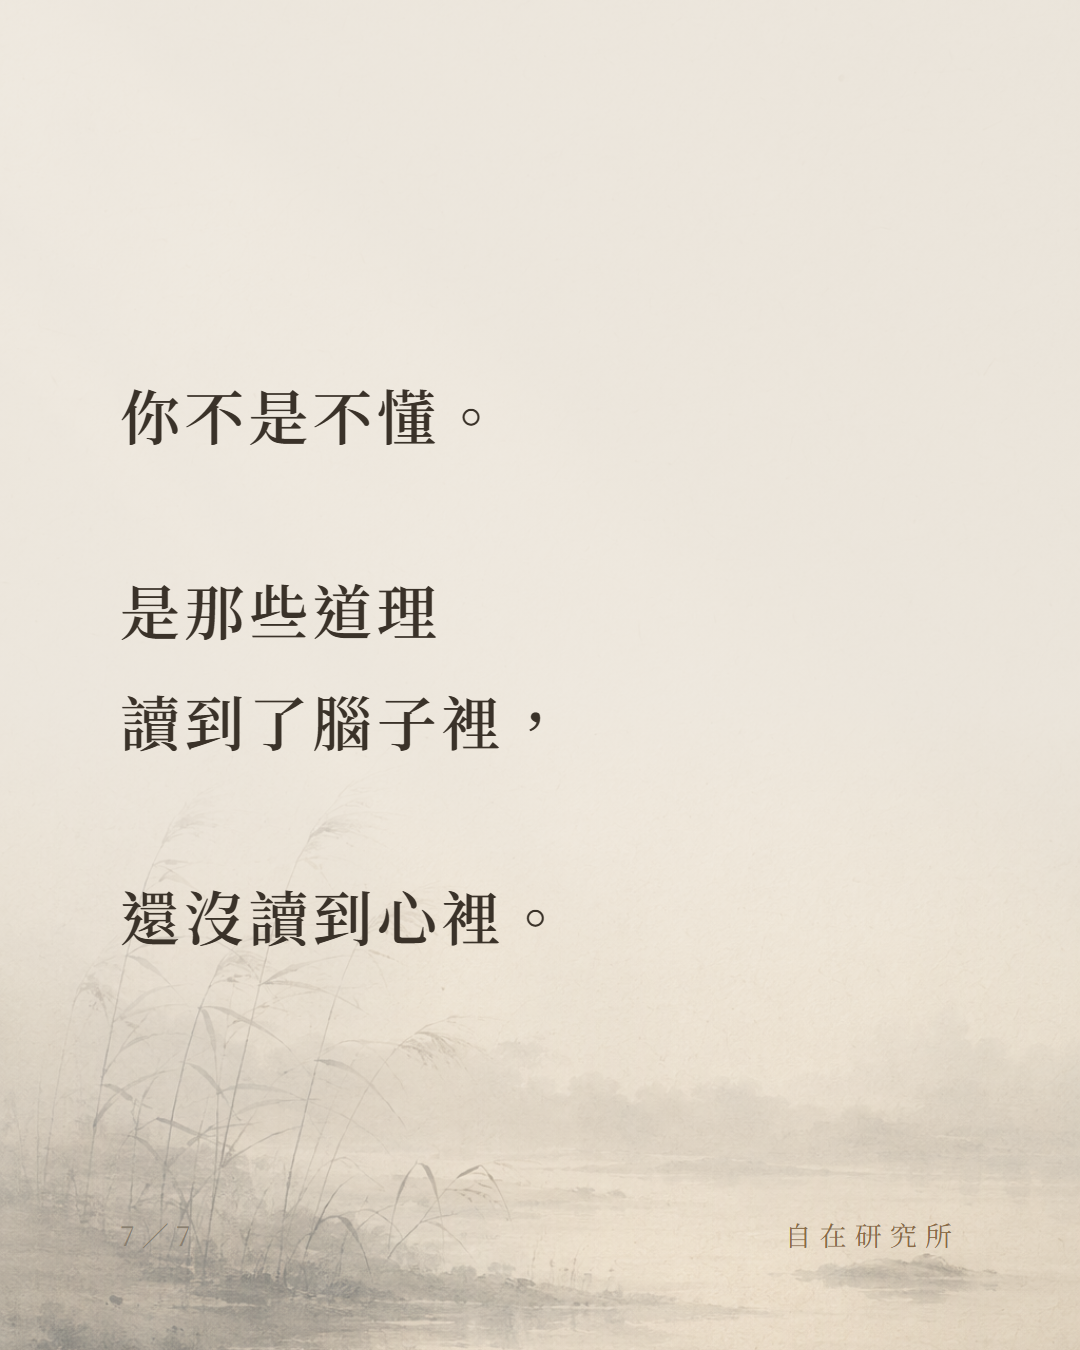 你不是不懂。
是那些道理
讀到了腦子裡，
還沒讀到心裡。
7／7
自在研究所